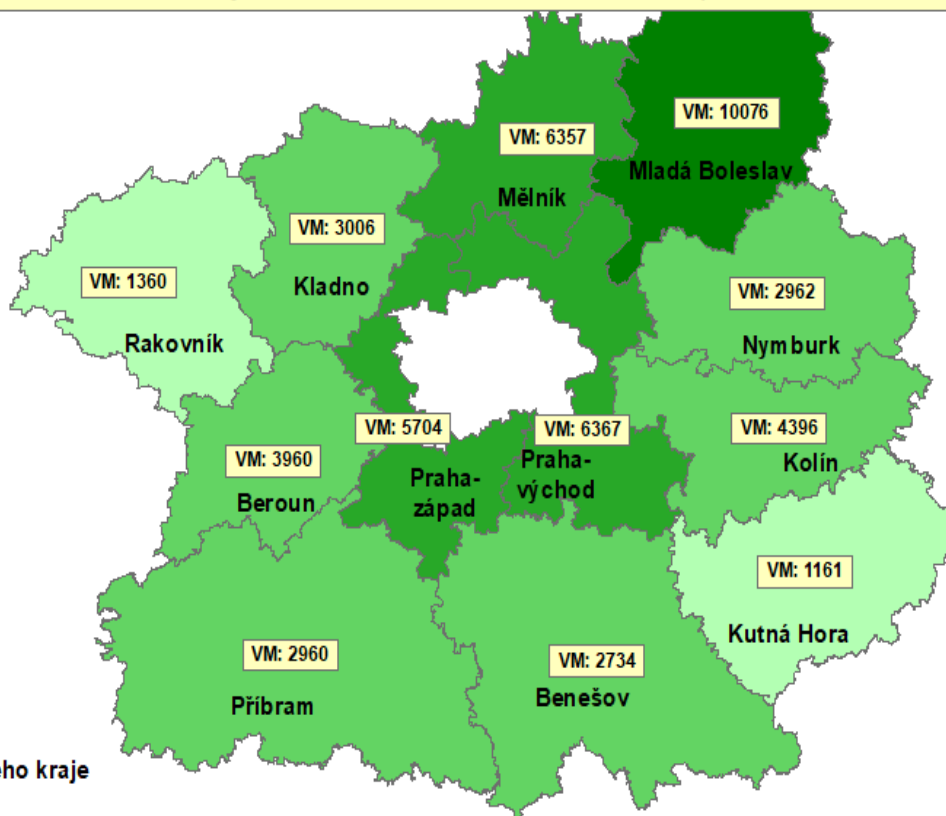 VM: 10076
Mladá Boleslav
VM: 6357
Mělník
VM: 3006
Kladno
VM: 1360
Rakovník
VM: 2962
Nymburk
VM: 5704
Praha-
západ
VM: 6367
Praha-
východ
VM: 4396
Kolín
VM: 3960
Beroun
VM: 1161
Kutná Hora
VM: 2960
Příbram
VM: 2734
Benešov
ho kraje